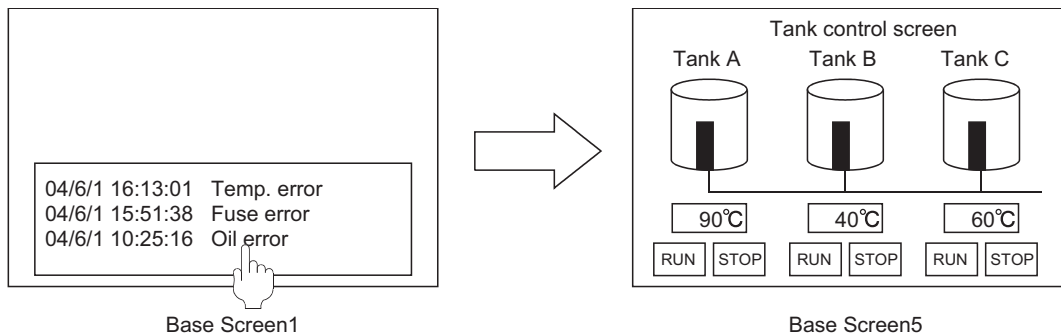 04/6/1 16:13:01 Temp. error
04/6/1 15:51:38 Fuse error
04/6/1 10:25:16 Oil error
Base Screen1
Tank control screen
Tank A Tank B Tank C
90℃ 40℃ 60℃
RUN STOP RUN STOP RUN STOP
Base Screen5